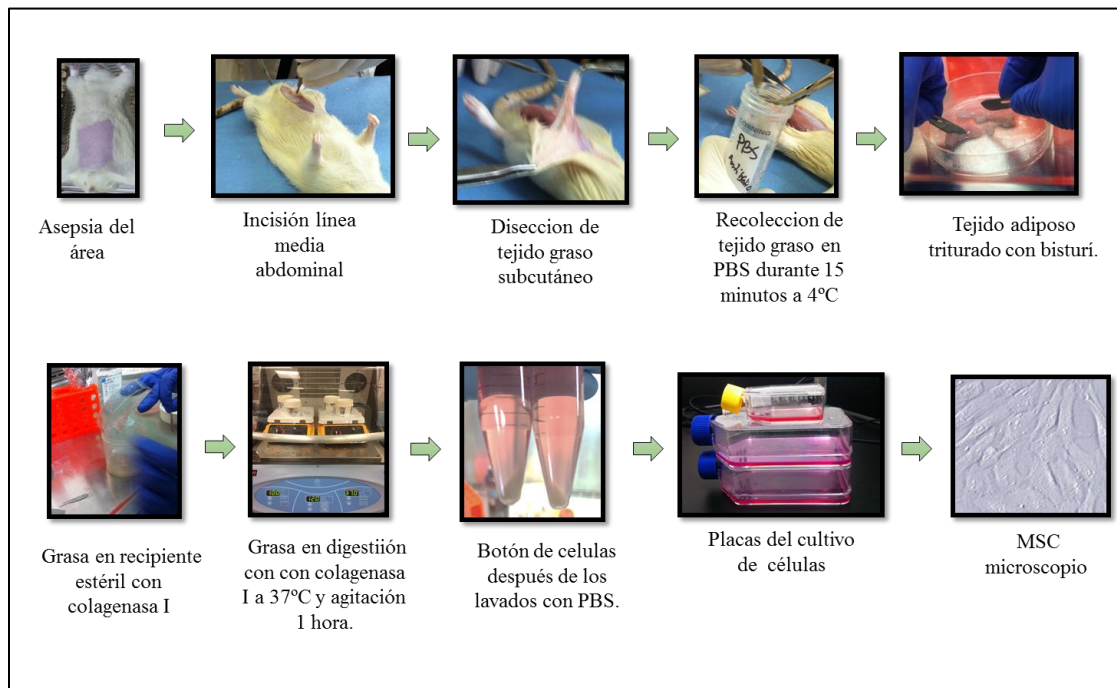 Asepsia del
área
Incisión línea
media
abdominal
Diseccion de
tejido graso
subcutáneo
PBS
Recoleccion de
tejido graso en
PBS durante 15
minutos a 4ºC
Tejido adiposo
triturado con bisturí.
Grasa en recipiente
estéril con
colagenasa I
Grasa en digestiión
con con colagenasa
I a 37ºC y agitación
1 hora.
Botón de celulas
después de los
lavados con PBS.
Placas del cultivo
de células
MSC
microscopio